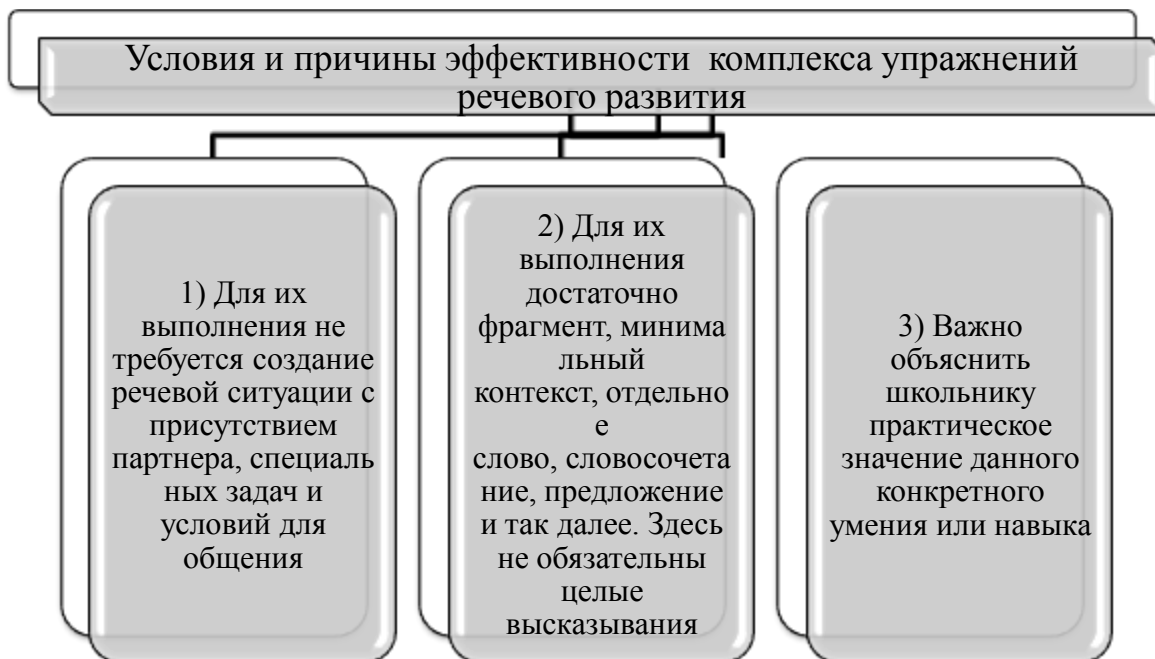 Условия и причины эффективности комплекса упражнений
речевого развития
1) Для их
выполнения не
требуется создание
речевой ситуации с
присутствием
партнера, специаль
ных задач и
условий для
общения
2) Для их
выполнения
достаточно
фрагмент, минима
льный
контекст, отдельно
е
слово, словосочета
ние, предложение
и так далее. Здесь
не обязательны
целые
высказывания
3) Важно
объяснить
школьнику
практическое
значение данного
конкретного
умения или навыка